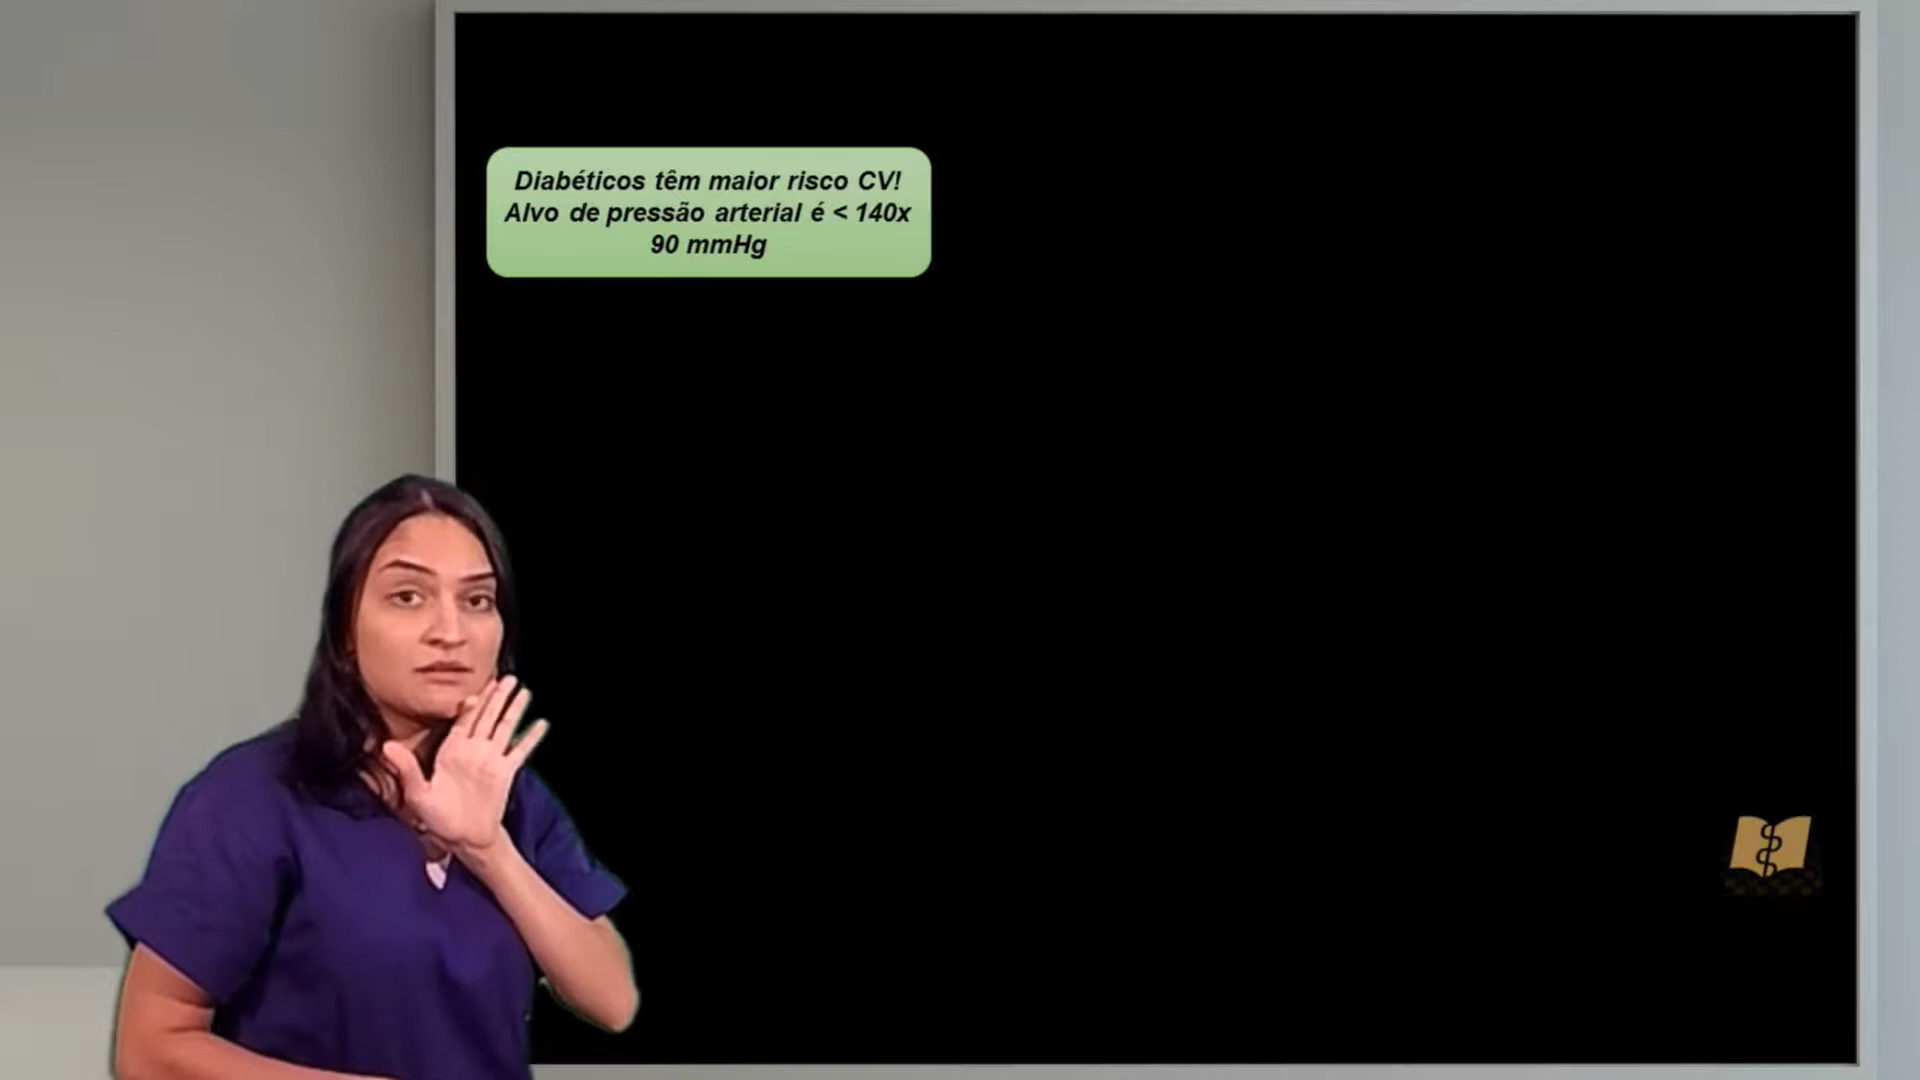 Diabéticos têm maior risco CV!
Alvo de pressão arterial é < 140x
90 mmHg